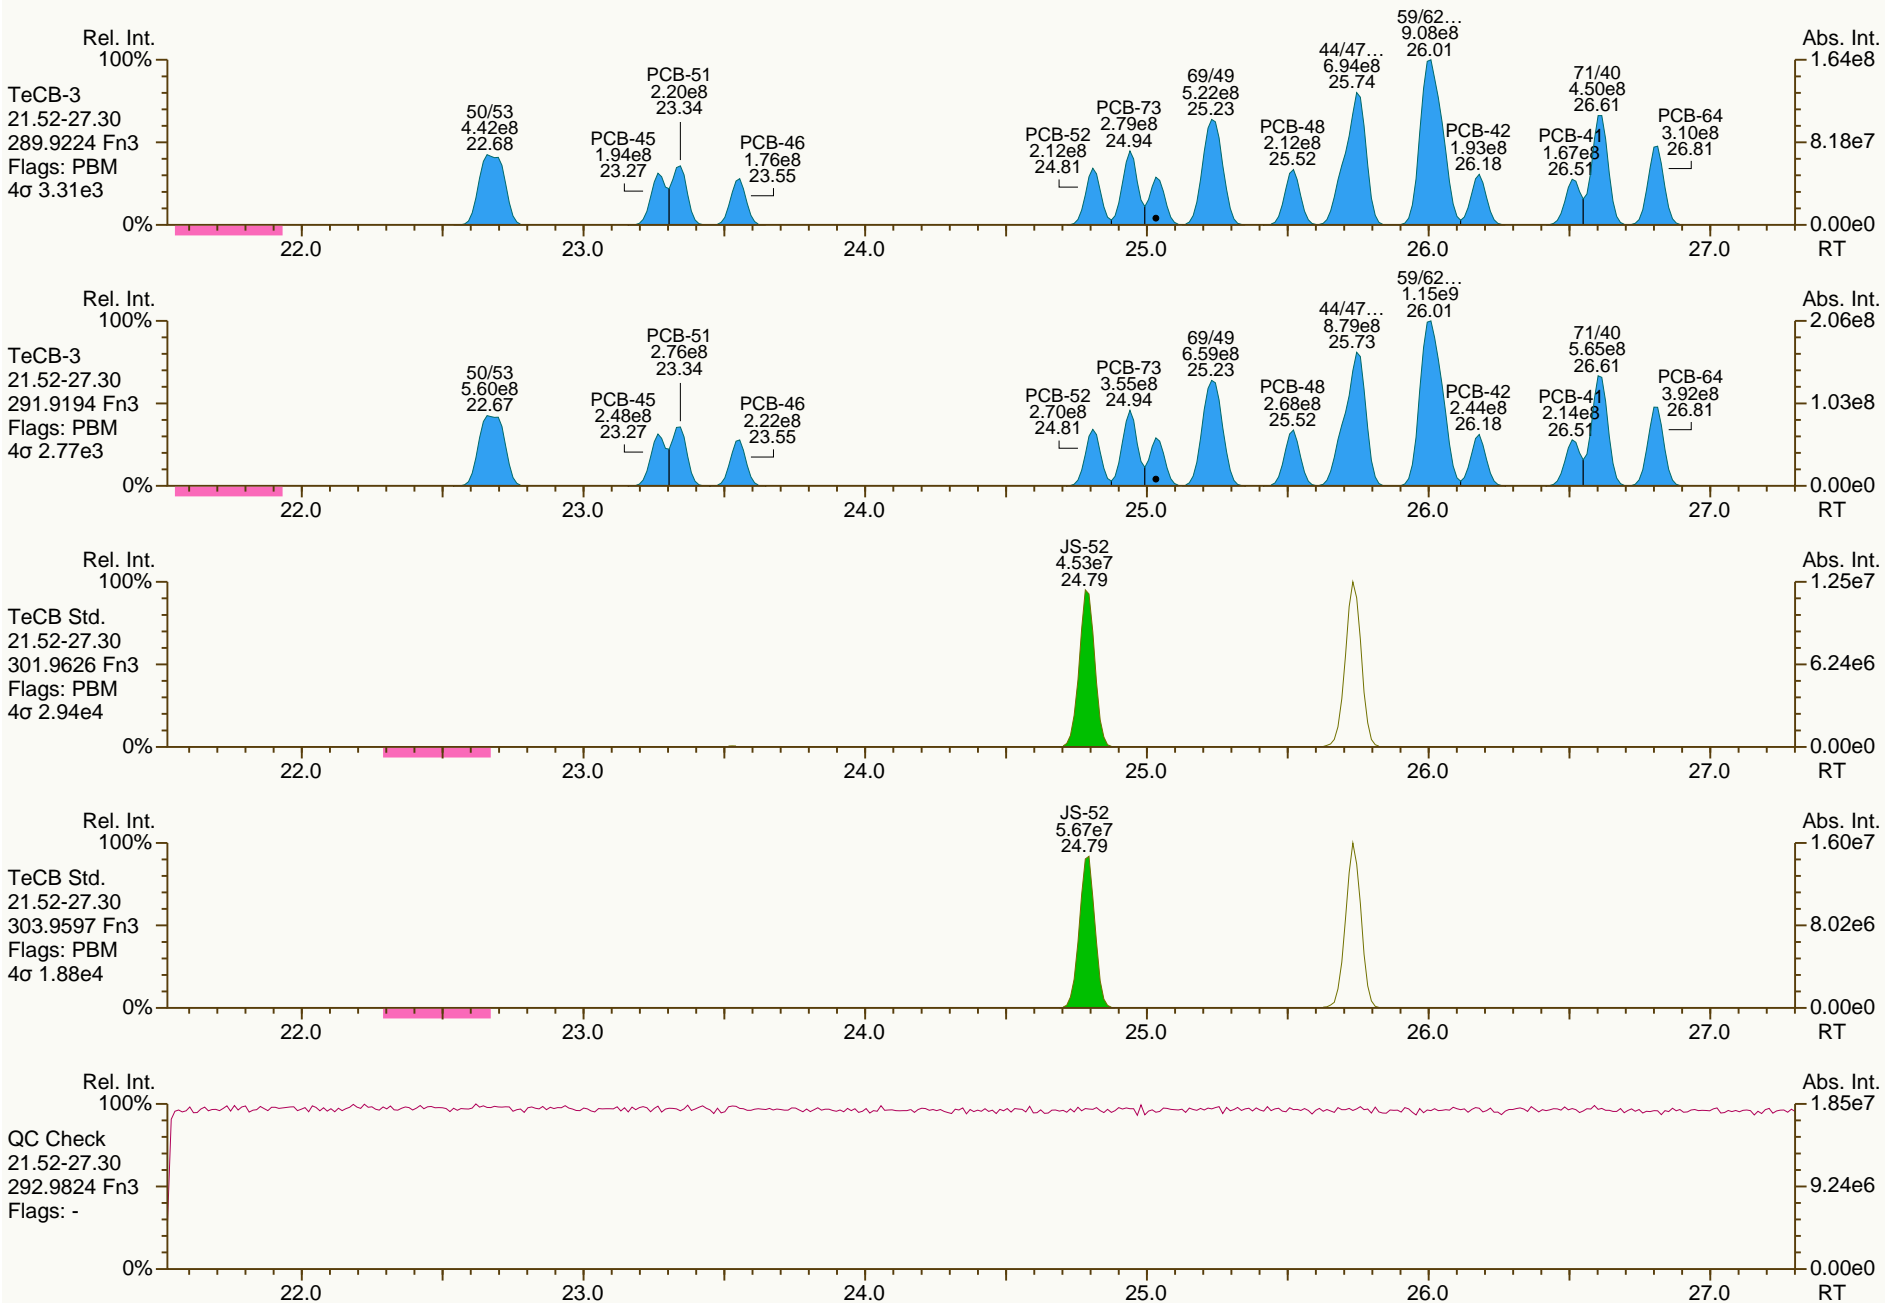 Rel. Int.
100%
0%
TeCB-3
21.52-27.30
289.9224 Fn3
Flags: PBM
4σ 3.31e3
50/53
4.42e8
22.68
PCB-45
1.94e8
23.27
PCB-51
2.20e8
23.34
PCB-46
1.76e8
23.55
PCB-52
2.12e8
24.81
PCB-73
2.79e8
24.94
69/49
5.22e8
25.23
PCB-48
2.12e8
25.52
44/47…
6.94e8
25.74
59/62…
9.08e8
26.01
PCB-42
1.93e8
26.18
PCB-41
1.67e8
26.51
71/40
4.50e8
26.61
PCB-64
3.10e8
26.81
Abs. Int.
1.64e8
8.18e7
0.00e0
22.0 23.0 24.0 25.0 26.0 27.0 RT
Rel. Int.
100%
0%
TeCB-3
21.52-27.30
291.9194 Fn3
Flags: PBM
4σ 2.77e3
50/53
5.60e8
22.67
PCB-45
2.48e8
23.27
PCB-51
2.76e8
23.34
PCB-46
2.22e8
23.55
PCB-52
2.70e8
24.81
PCB-73
3.55e8
24.94
69/49
6.59e8
25.23
PCB-48
2.68e8
25.52
44/47…
8.79e8
25.73
59/62…
1.15e9
26.01
PCB-42
2.44e8
26.18
PCB-41
2.14e8
26.51
71/40
5.65e8
26.61
PCB-64
3.92e8
26.81
Abs. Int.
2.06e8
1.03e8
0.00e0
22.0 23.0 24.0 25.0 26.0 27.0 RT
Rel. Int.
100%
0%
TeCB Std.
21.52-27.30
301.9626 Fn3
Flags: PBM
4σ 2.94e4
JS-52
4.53e7
24.79
Abs. Int.
1.25e7
6.24e6
0.00e0
22.0 23.0 24.0 25.0 26.0 27.0 RT
Rel. Int.
100%
0%
TeCB Std.
21.52-27.30
303.9597 Fn3
Flags: PBM
4σ 1.88e4
JS-52
5.67e7
24.79
Abs. Int.
1.60e7
8.02e6
0.00e0
22.0 23.0 24.0 25.0 26.0 27.0 RT
Rel. Int.
100%
0%
QC Check
21.52-27.30
292.9824 Fn3
Flags: -
Abs. Int.
1.85e7
9.24e6
0.00e0
22.0 23.0 24.0 25.0 26.0 27.0 RT